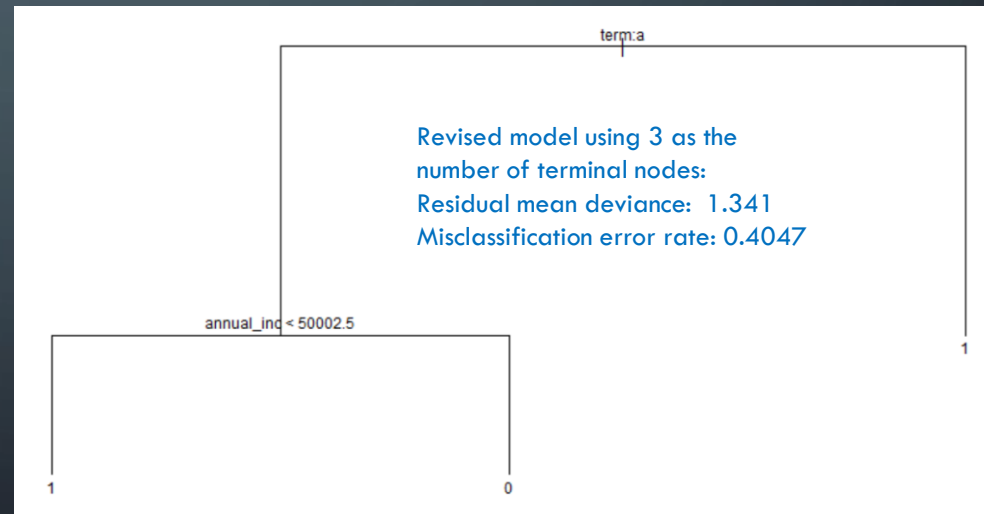 term:a
Revised model using 3 as the
number of terminal nodes:
Residual mean deviance: 1.341
Misclassification error rate: 0.4047
annual_inc < 50002.5
1
1
0